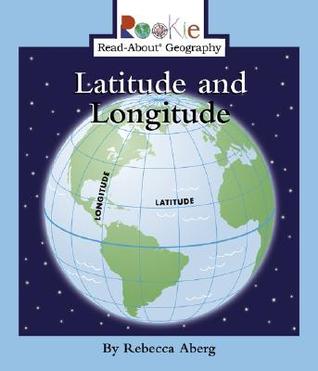 Rookie
Read-About® Geography
Latitude and
Longitude
LONGITUDE
LATITUDE
By Rebecca Aberg